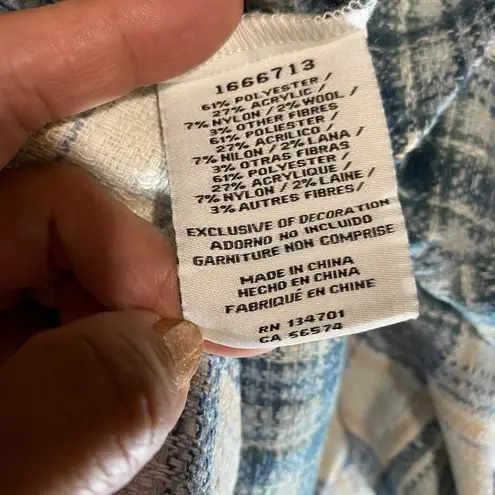 1666713
61% POLYESTER /
27% ACRYLIC /
7% NYLON / 2% WOOL /
3% OTHER FIBRES
61% POLIESTER /
27% ACRILICO /
7% NILON / 2% LANA /
3% OTRAS FIBRAS
61% POLYESTER /
27% ACRYLIQUE /
7% NYLON / 2% LAINE /
3% AUTRES FIBRES/
EXCLUSIVE OF DECORATION
ADORNO NO INCLUIDO
GARNITURE NON COMPRISE
MADE IN CHINA
HECHO EN CHINA
FABRIQUÉ EN CHINE
RN 134701
CA 56574